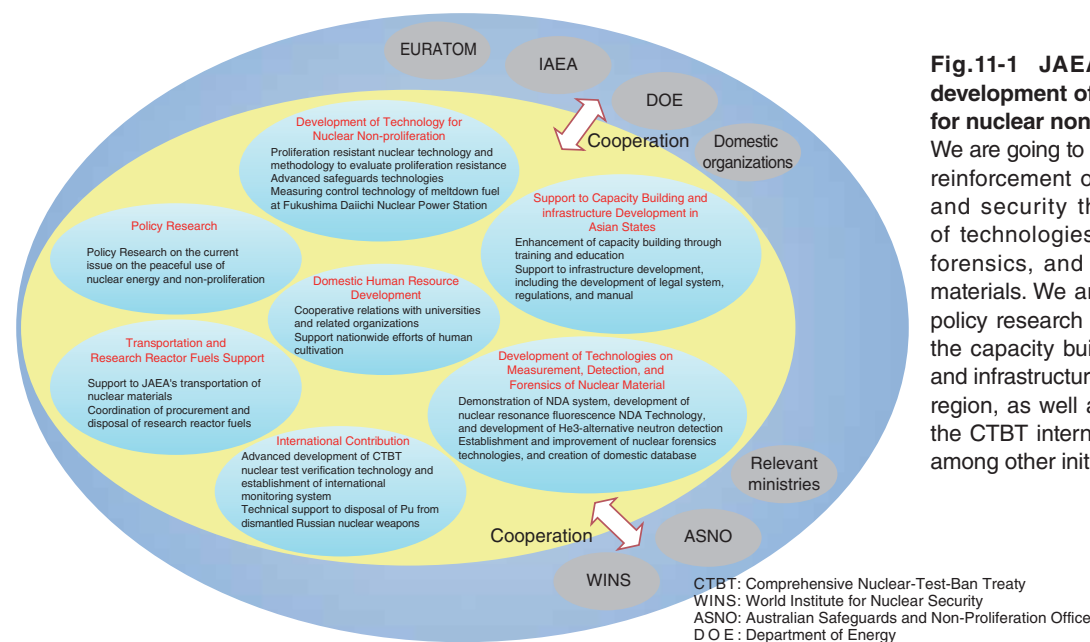 EURATOM
IAEA
DOE
Cooperation
Domestic
organizations
Development of Technology for
Nuclear Non-proliferation
Proliferation resistant nuclear technology and
methodology to evaluate proliferation resistance
Advanced safeguards technologies
Measuring control technology of meltdown fuel
at Fukushima Daiichi Nuclear Power Station
Support to Capacity Building and
infrastructure Development in
Asian States
Enhancement of capacity building through
training and education
Support to infrastructure development,
including the development of legal system,
regulations, and manual
Policy Research
Policy Research on the current
issue on the peaceful use of
nuclear energy and non-proliferation
Domestic Human Resource
Development
Cooperative relations with universities
and related organizations
Support nationwide efforts of human
cultivation
Transportation and
Research Reactor Fuels Support
Support to JAEA's transportation of
nuclear materials
Coordination of procurement and
disposal of research reactor fuels
Development of Technologies on
Measurement, Detection, and
Forensics of Nuclear Material
Demonstration of NDA system, development of
nuclear resonance fluorescence NDA Technology,
and development of He3-alternative neutron detection
Establishment and improvement of nuclear forensics
technologies, and creation of domestic database
International Contribution
Advanced development of CTBT
nuclear test verification technology and
establishment of international
monitoring system
Technical support to disposal of Pu from
dismantled Russian nuclear weapons
Relevant
ministries
Cooperation
ASNO
WINS
CTBT: Comprehensive Nuclear-Test-Ban Treaty
WINS: World Institute for Nuclear Security
ASNO: Australian Safeguards and Non-Proliferation Office
D O E : Department of Energy
Fig.11-1 JAEA
development of
for nuclear non
We are going to
reinforcement o
and security th
of technologies
forensics, and
materials. We a
policy research
the capacity bui
and infrastructur
region, as well a
the CTBT intern
among other init